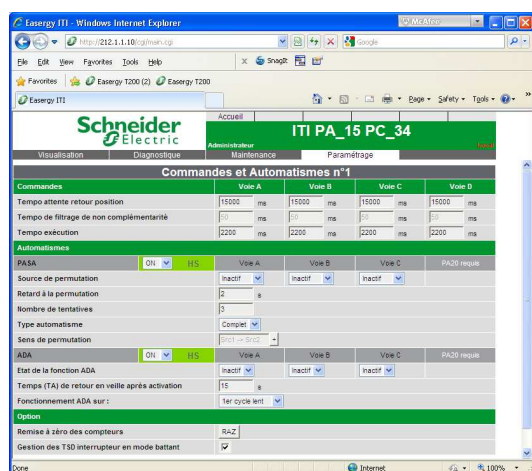 Easergy ITI - Windows Internet Explorer
McAfee
http://212.1.1.10/cgi/main.cgi
Google
File Edit View Favorites Tools Help
SnagIt
Favorites Easergy T200 (2) Easergy T200
Easergy ITI
Page Safety Tools
Schneider Electric
Accueil
ITI PA_15 PC_34
Administrateur
Visualisation Diagnostique Maintenance Paramétrage
Commandes et Automatismes n°1
Commandes Voie A Voie B Voie C Voie D
Tempo attente retour position 15000 ms 15000 ms 15000 ms 15000 ms
Tempo de filtrage de non complémentarité 50 ms 50 ms 50 ms 50 ms
Tempo exécution 2200 ms 2200 ms 2200 ms 2200 ms
Automatismes
PASA ON HS Voie A Voie B Voie C PA20 requis
Source de permutation Inactif Inactif Inactif
Retard à la permutation 2 s
Nombre de tentatives 3
Type automatisme Complet
Sens de permutation Src1 -> Src2
ADA ON HS Voie A Voie B Voie C PA20 requis
Etat de la fonction ADA Inactif Inactif Inactif
Temps (TA) de retour en veille après activation 15 s
Fonctionnement ADA sur : 1er cycle lent
Option
Remise à zéro des compteurs RAZ
Gestion des TSD interrupteur en mode battant
Done Internet 100%